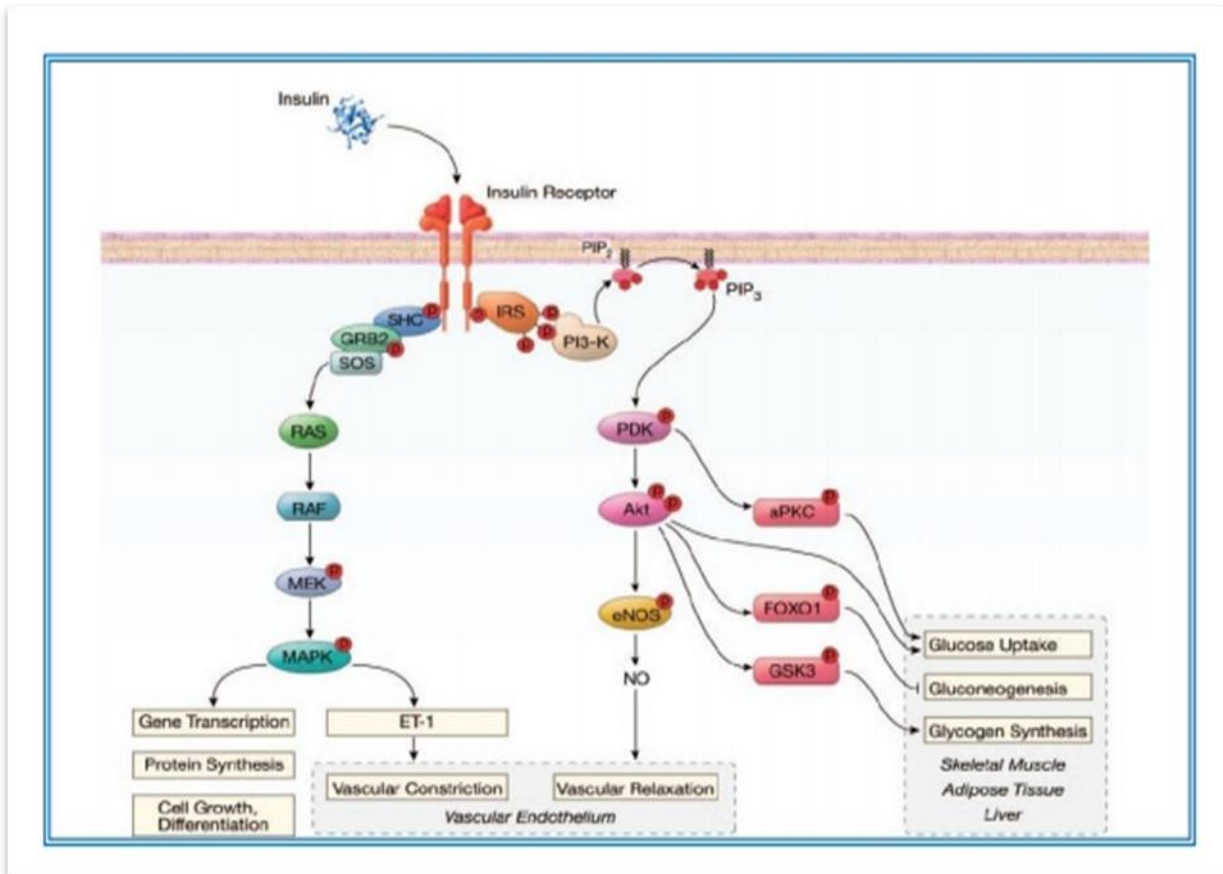 Insulin
Insulin Receptor
PIP2
PIP3
P
SHC
GRB2
P
SOS
P
IRS
P
P
P
PI3-K
RAS
PDK
P
RAF
Akt
P
P
aPKC
P
MEK
P
eNOS
P
FOXO1
P
MAPK
P
NO
GSK3
P
Glucose Uptake
Gluconeogenesis
Glycogen Synthesis
Skeletal Muscle
Adipose Tissue
Liver
Gene Transcription
ET-1
Protein Synthesis
Vascular Constriction
Vascular Relaxation
Cell Growth,
Differentiation
Vascular Endothelium